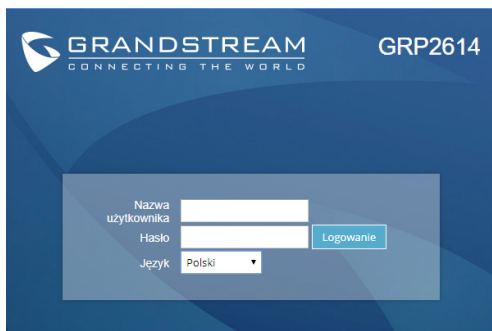 GRANDSTREAM
CONNECTING THE WORLD
GRP2614
Nazwa
użytkownika
Hasło
Logowanie
Język
Polski